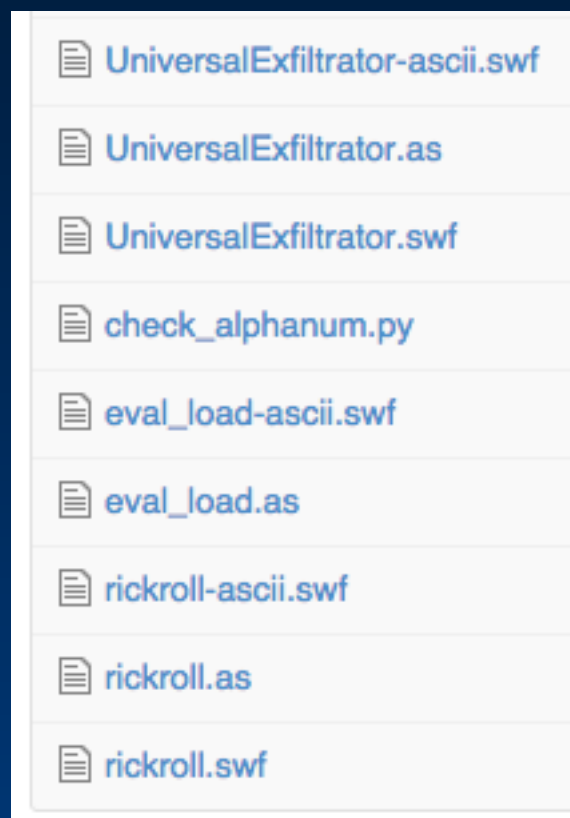 UniversalExfiltrator-ascii.swf
UniversalExfiltrator.as
UniversalExfiltrator.swf
check_alphanum.py
eval_load-ascii.swf
eval_load.as
rickroll-ascii.swf
rickroll.as
rickroll.swf